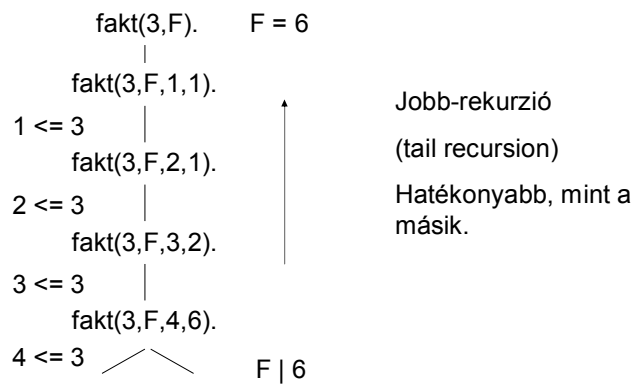 fakt(3,F). F = 6
fakt(3,F,1,1).
1 <= 3
fakt(3,F,2,1).
2 <= 3
fakt(3,F,3,2).
3 <= 3
fakt(3,F,4,6).
4 <= 3
F | 6
Jobb-rekurzió
(tail recursion)
Hatékonyabb, mint a
másik.